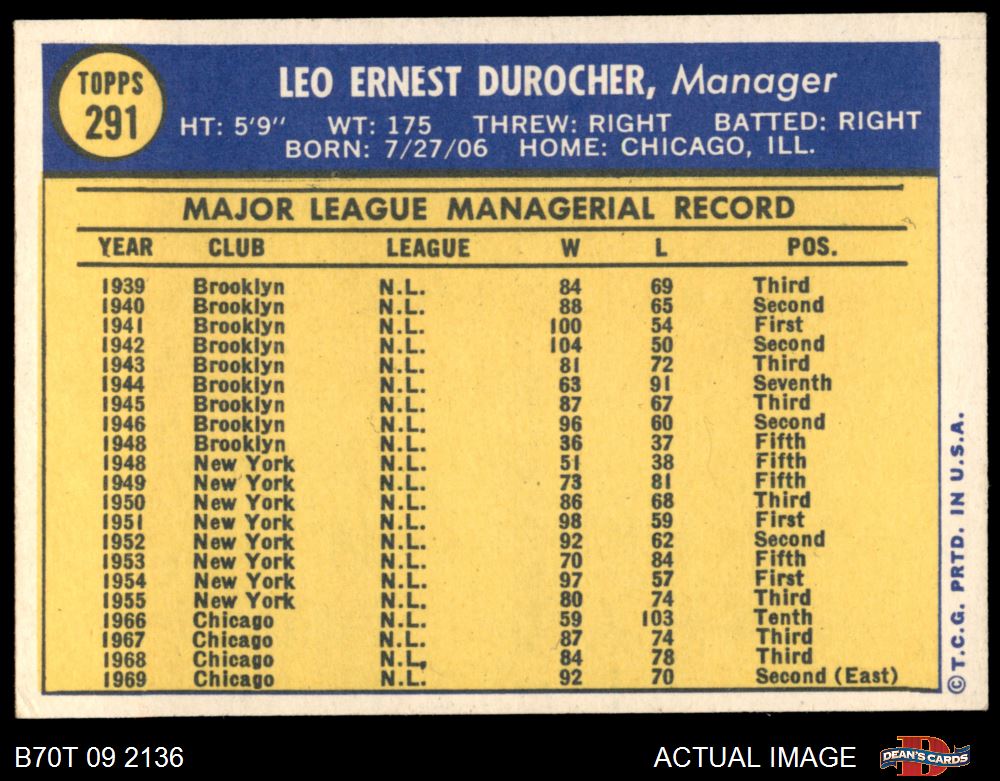 TOPPS
291
LEO ERNEST DUROCHER, Manager
HT: 5'9" WT: 175 THREW: RIGHT BATTED: RIGHT
BORN: 7/27/06 HOME: CHICAGO, ILL.
MAJOR LEAGUE MANAGERIAL RECORD
YEAR CLUB LEAGUE W L POS.
1939 Brooklyn N.L. 84 69 Third
1940 Brooklyn N.L. 88 65 Second
1941 Brooklyn N.L. 100 54 First
1942 Brooklyn N.L. 104 50 Second
1943 Brooklyn N.L. 81 72 Third
1944 Brooklyn N.L. 63 91 Seventh
1945 Brooklyn N.L. 87 67 Third
1946 Brooklyn N.L. 96 60 Second
1948 Brooklyn N.L. 36 37 Fifth
1948 New York N.L. 51 38 Fifth
1949 New York N.L. 73 81 Fifth
1950 New York N.L. 86 68 Third
1951 New York N.L. 98 59 First
1952 New York N.L. 92 62 Second
1953 New York N.L. 70 84 Fifth
1954 New York N.L. 97 57 First
1955 New York N.L. 80 74 Third
1966 Chicago N.L. 59 103 Tenth
1967 Chicago N.L. 87 74 Third
1968 Chicago N.L. 84 78 Third
1969 Chicago N.L. 92 70 Second (East)
© T.C.G. PRTD. IN U.S.A.
B70T 09 2136
ACTUAL IMAGE
DEAN'S CARDS